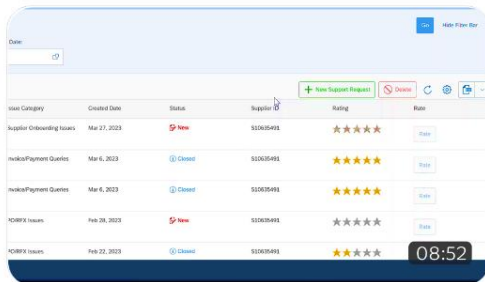 Go Hide Filter Bar
Date:
New Support Request Delete
ssue Category Created Date Status Supplier ID Rating Rate
Supplier Onboarding Issues Mar 27, 2023 New S10635491 Rate
nvoice/Payment Queries Mar 6, 2023 Closed S10635491 Rate
nvoice/Payment Queries Mar 6, 2023 Closed S10635491 Rate
PO/RFX Issues Feb 28, 2023 New S10635491 Rate
PO/RFX Issues Feb 22, 2023 Closed S10635491
08:52